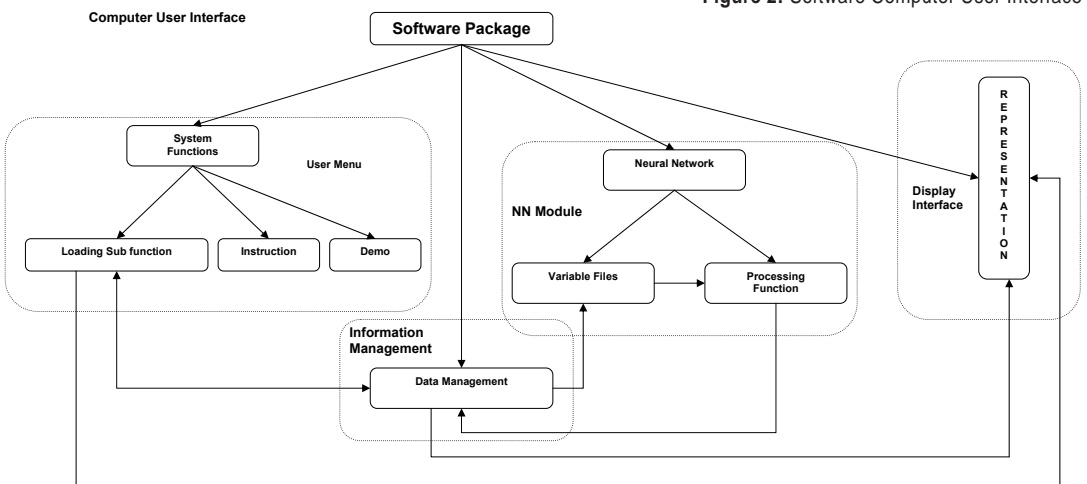 Figure 2. Software Computer User Interface
Computer User Interface
Software Package
System
Functions
User Menu
Loading Sub function
Instruction
Demo
Neural Network
NN Module
Variable Files
Processing
Function
Display
Interface
R
E
P
R
E
S
E
N
T
A
T
I
O
N
Information
Management
Data Management